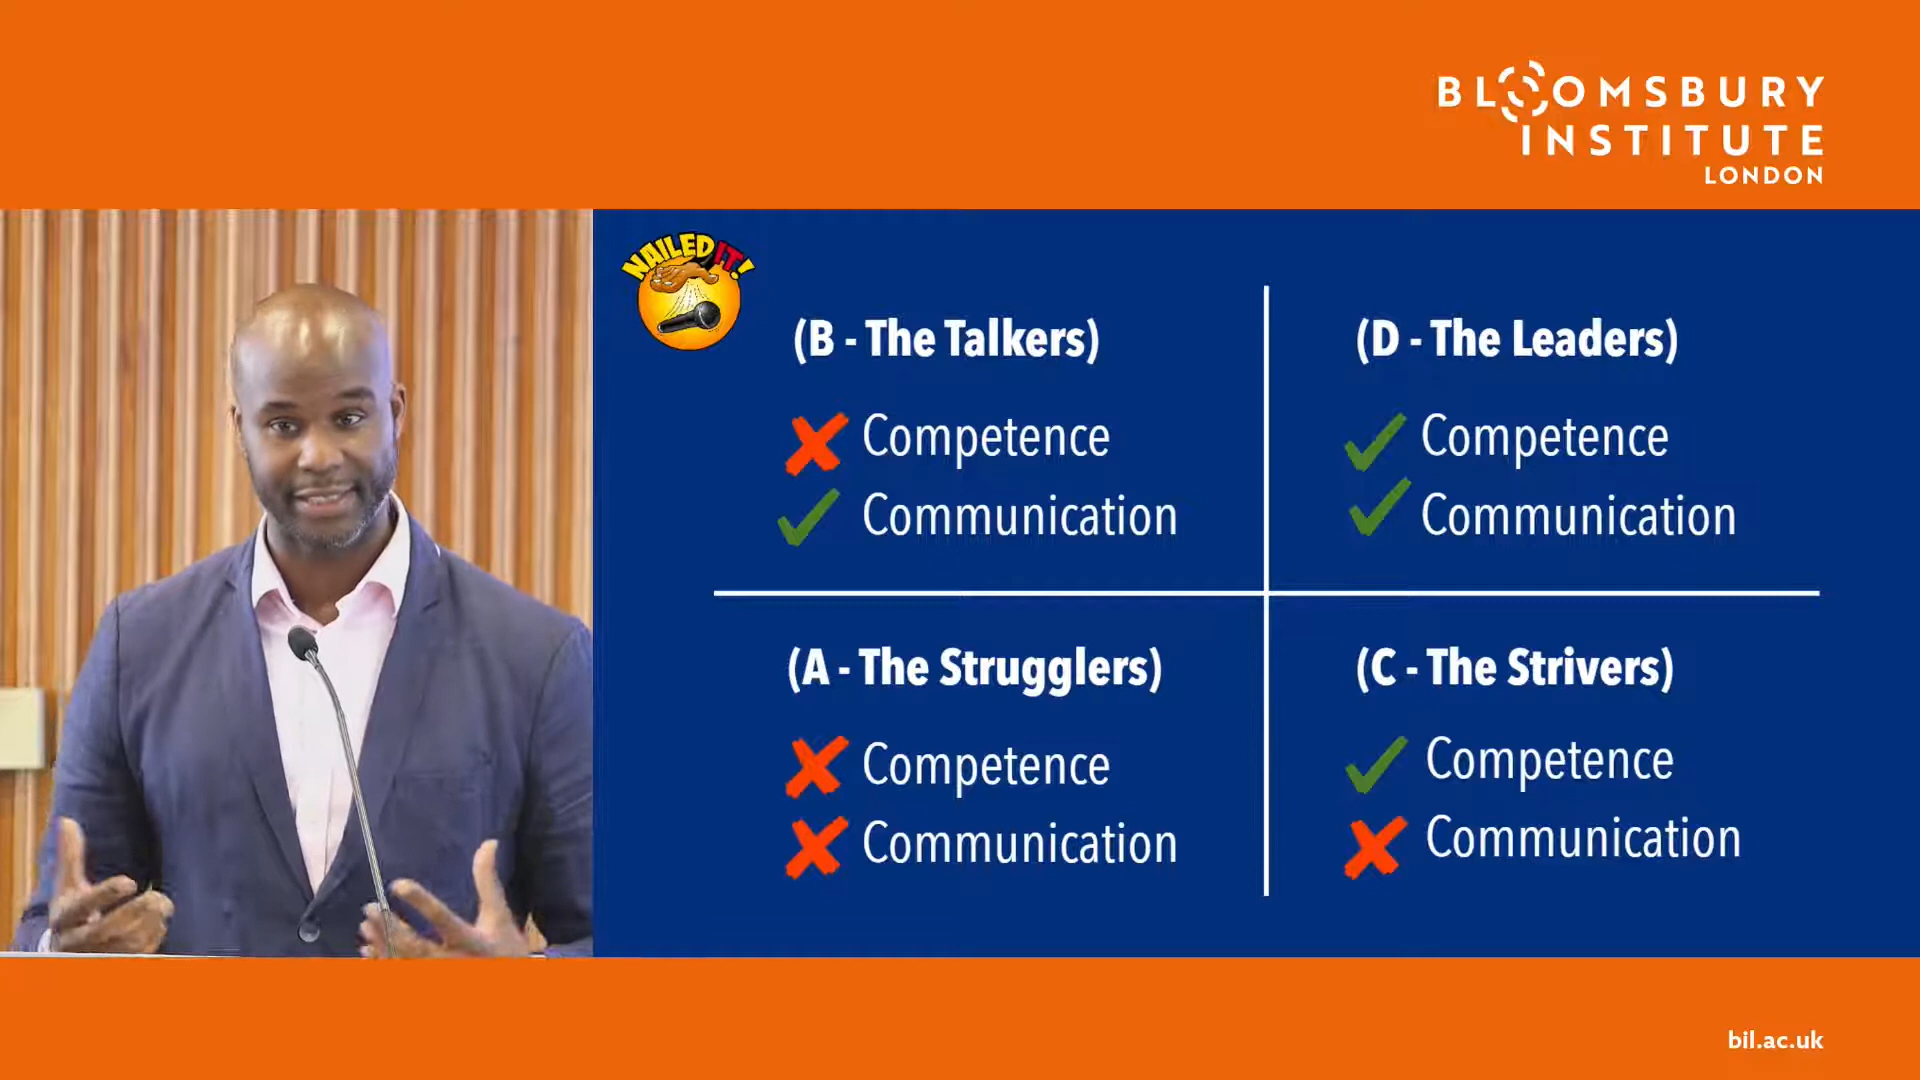 BLOOMSBURY
INSTITUTE
LONDON
NAILED IT!
(B - The Talkers)
Competence
Communication
(D - The Leaders)
Competence
Communication
(A - The Strugglers)
Competence
Communication
(C - The Strivers)
Competence
Communication
bil.ac.uk